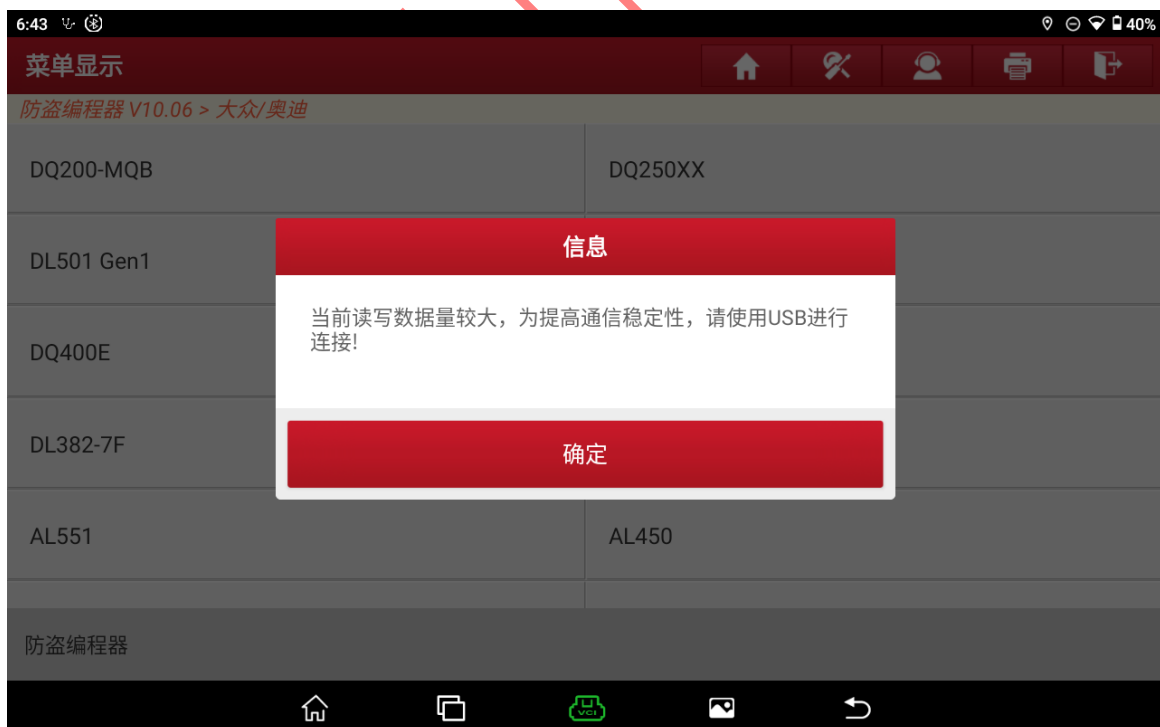 6:43
40%
菜单显示
防盗编程器 V10.06 > 大众/奥迪
DQ200-MQB
DQ250XX
DL501 Gen1
信息
当前读写数据量较大，为提高通信稳定性，请使用USB进行
连接!
DQ400E
DL382-7F
确定
AL551
AL450
防盗编程器
VCI